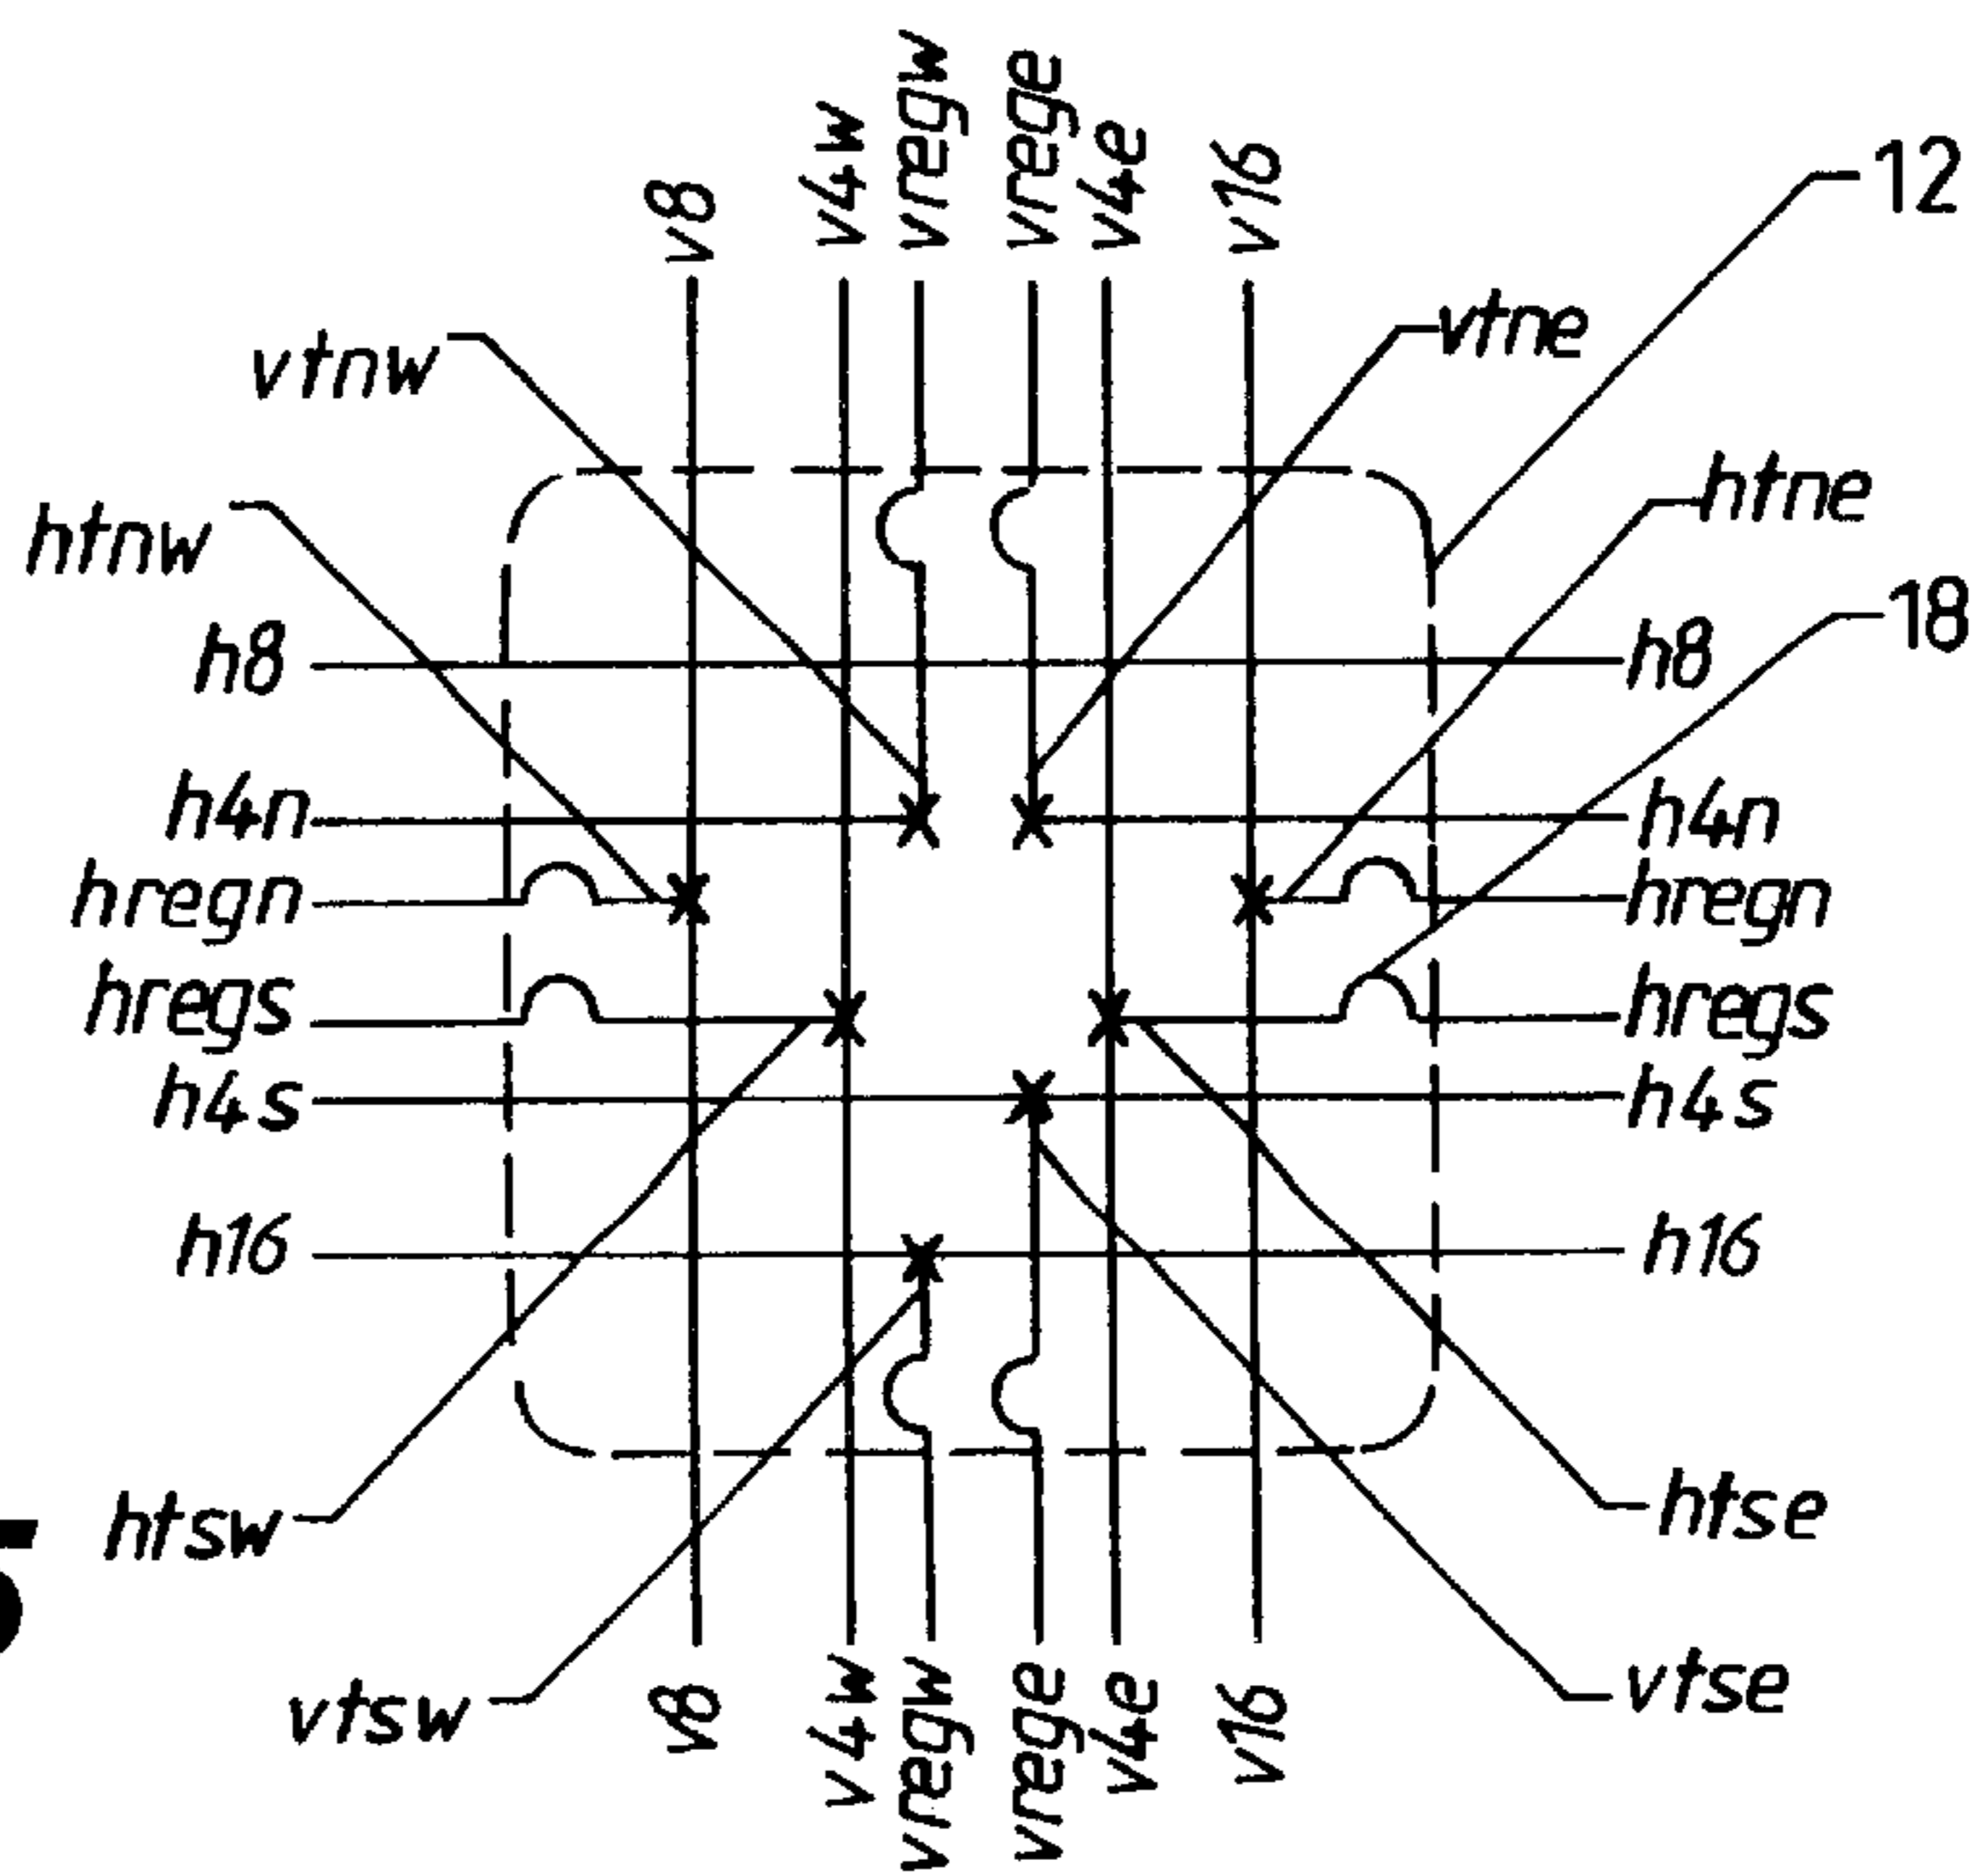 v8
v4w
vregw
vrege
v4e
v16
12
vtnw
vtne
htnw
htne
h8
h8
18
h4n
h4n
hregn
hregn
hregs
hregs
h4s
h4s
h16
h16
htsw
htse
vtsw
vtse
v8
v4w
vregw
vrege
v4e
v16